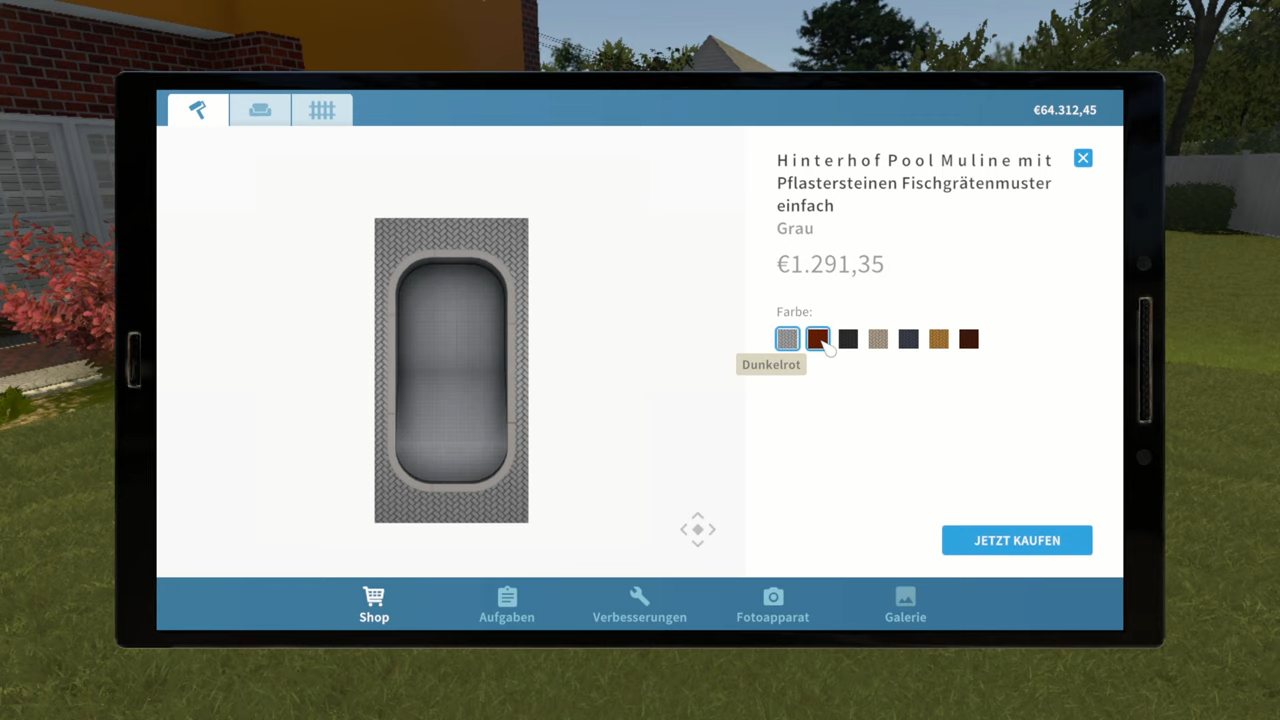 €64.312,45
Hinterhof Pool Muline mit
Pflastersteinen Fischgrätenmuster
einfach
Grau
€1.291,35
Farbe:
Dunkelrot
JETZT KAUFEN
Shop
Aufgaben
Verbesserungen
Fotoapparat
Galerie